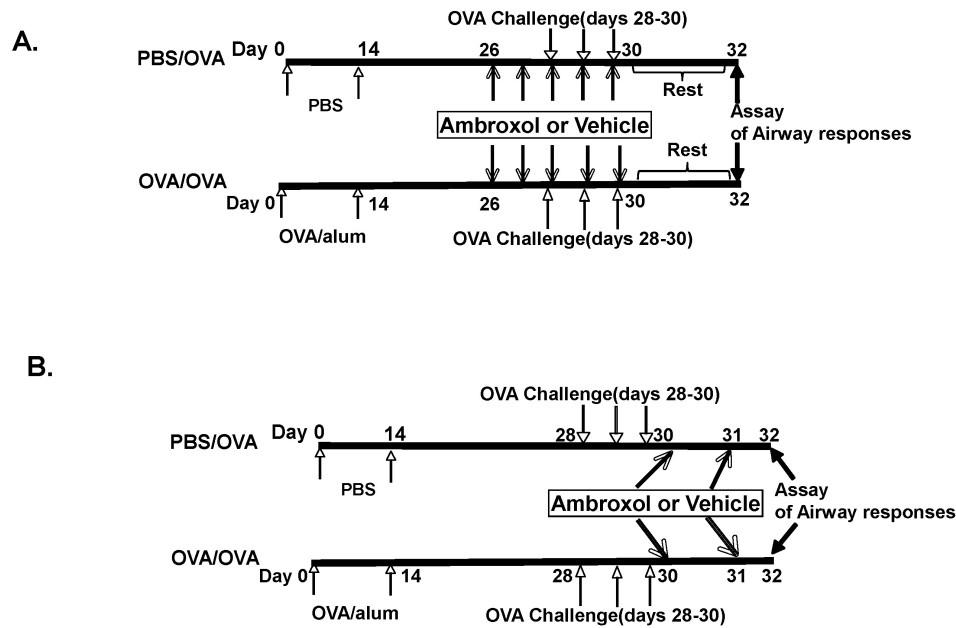 A.
OVA Challenge(days 28-30)
PBS/OVA Day 0 14 26 30 32
PBS
Rest
Ambroxol or Vehicle
Assay
of Airway responses
Rest
OVA/OVA
Day 0 14 26 30 32
OVA/alum
OVA Challenge(days 28-30)
B.
OVA Challenge(days 28-30)
PBS/OVA Day 0 14 28 30 31 32
PBS
Ambroxol or Vehicle
Assay
of Airway responses
OVA/OVA
Day 0 14 28 30 31 32
OVA/alum
OVA Challenge(days 28-30)